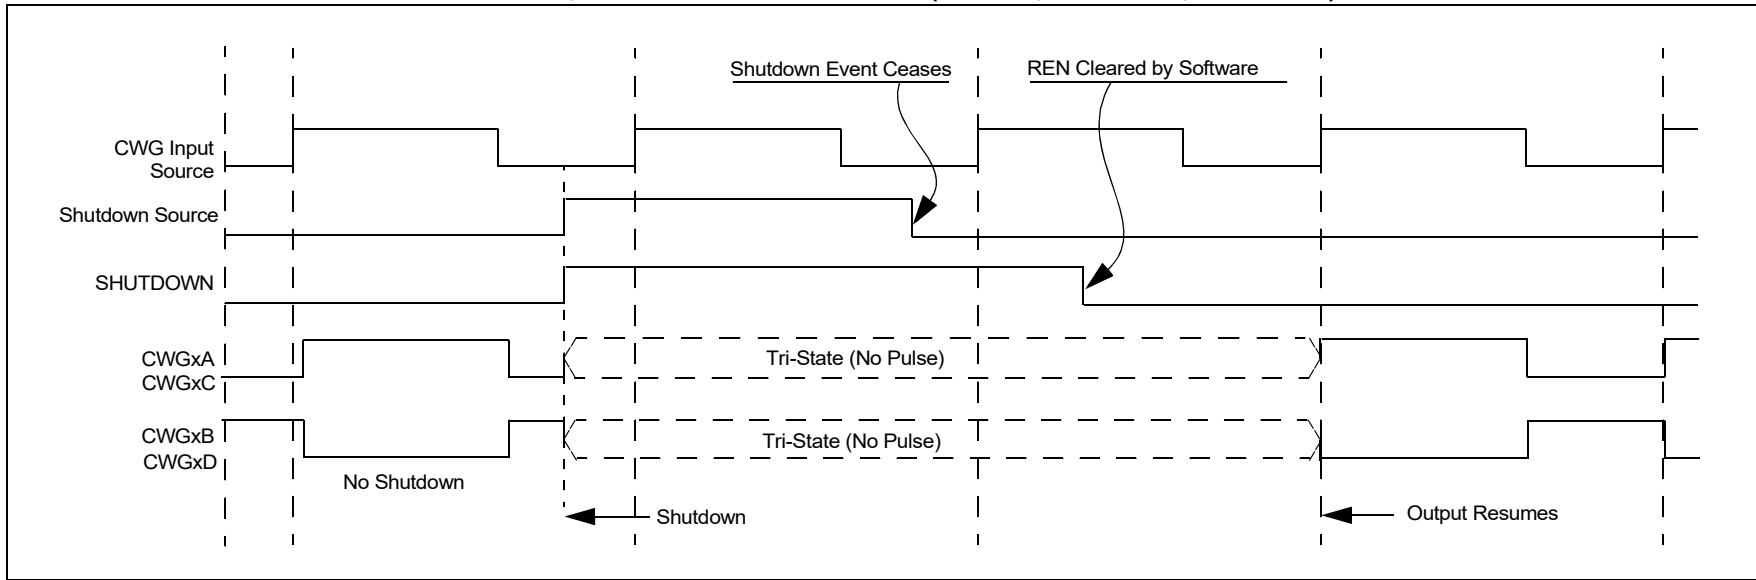 Shutdown Event Ceases
REN Cleared by Software
CWG Input
Source
Shutdown Source
SHUTDOWN
CWGxA
CWGxC
Tri-State (No Pulse)
CWGxB
CWGxD
Tri-State (No Pulse)
No Shutdown
Shutdown
Output Resumes